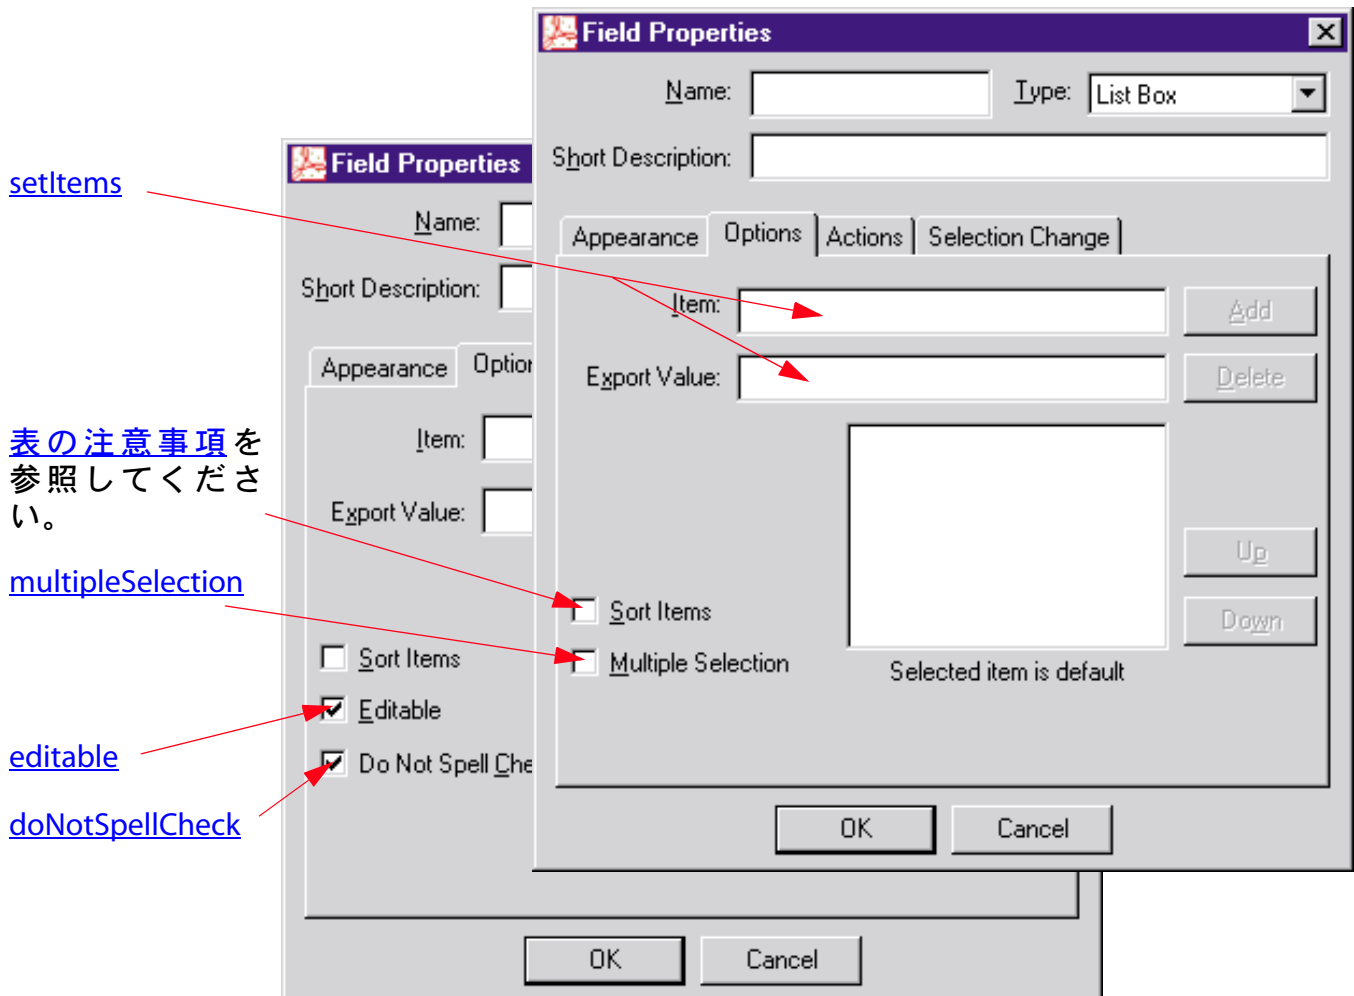 setItems
表の注意事項を
参照してくださ
い。
multipleSelection
editable
doNotSpellCheck
Field Properties
Name:
Short Description:
Appearance
Item:
Export Value:
Sort Items
Editable
Do Not Spell Che
OK Cancel
Field Properties
Name: Type: List Box
Short Description:
Appearance Options Actions Selection Change
Item: Add
Export Value: Delete
Up
Sort Items Down
Multiple Selection Selected item is default
OK Cancel